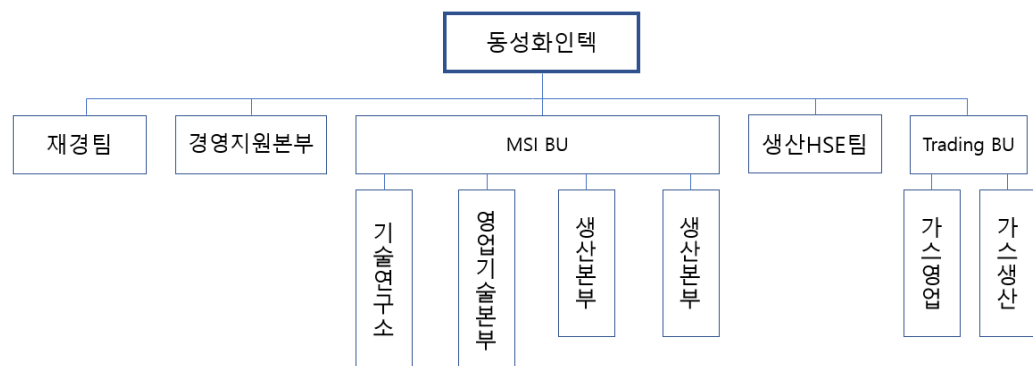 동성화인텍
재경팀
경영지원본부
MSI BU
생산HSE팀
Trading BU
기술연구소
영업기술본부
생산본부
생산본부
가스영업
가스생산